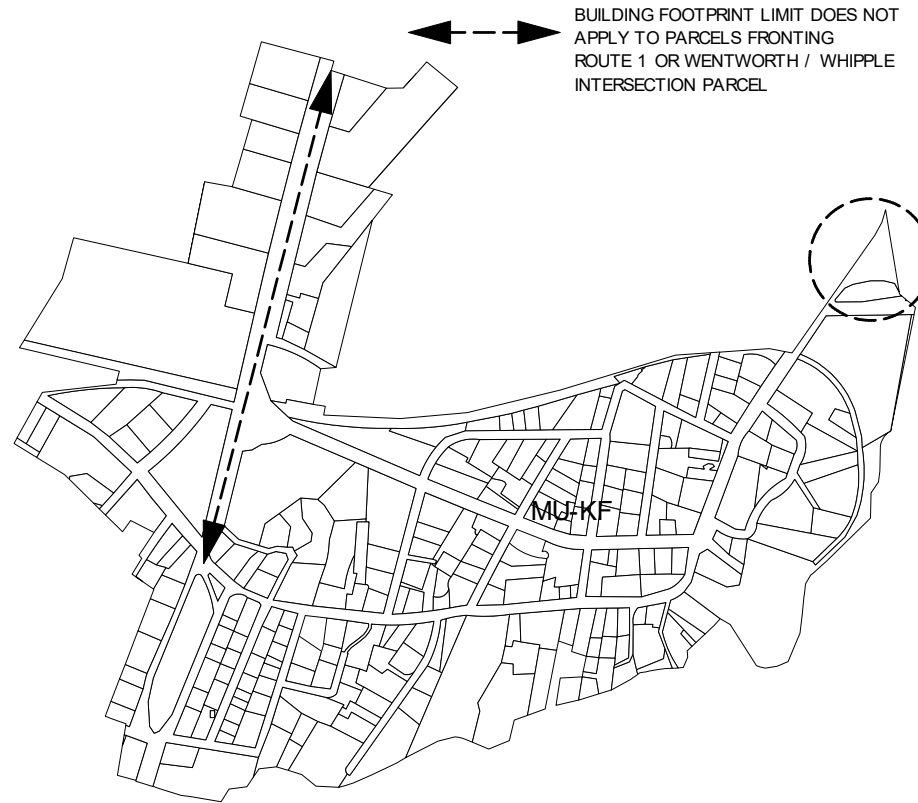 BUILDING FOOTPRINT LIMIT DOES NOT
APPLY TO PARCELS FRONTING
ROUTE 1 OR WENTWORTH / WHIPPLE
INTERSECTION PARCEL
MU-KF